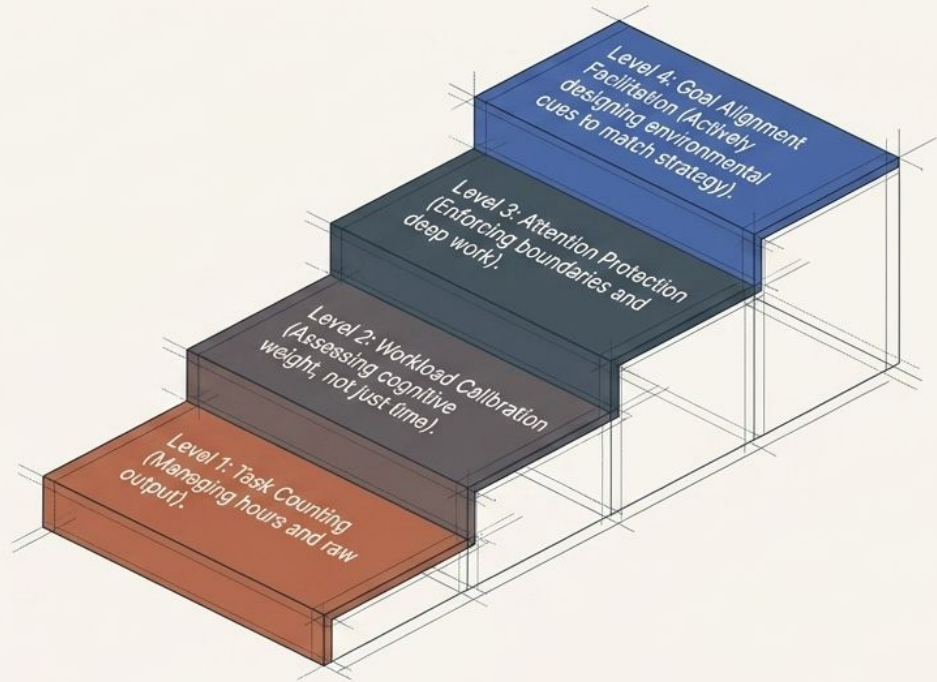 Level 4: Goal Alignment
Facilitation (Actively
designing environmental
cues to match strategy).
Level 3: Attention Protection
(Enforcing boundaries and
deep work).
Level 2: Workload Calibration
(Assessing cognitive
weight, not just time).
Level 1: Task Counting
(Managing hours and raw
output).